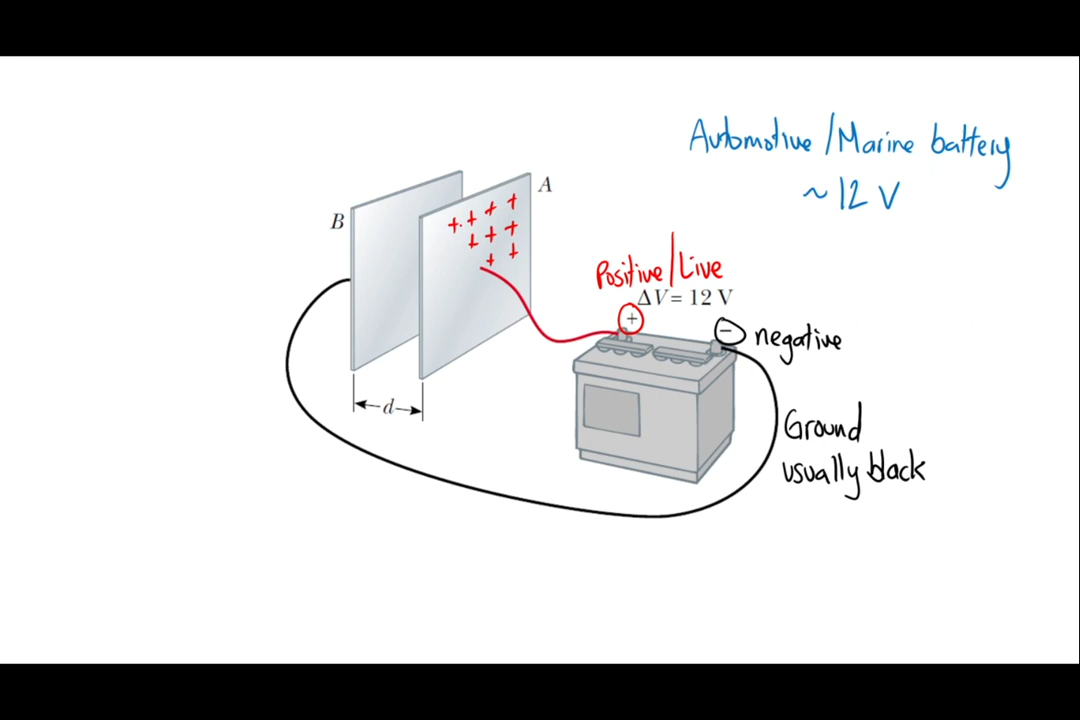 Automotive/Marine battery
~12 V
A
B
Positive/Live
ΔV = 12 V
+
− negative
d
Ground
usually black